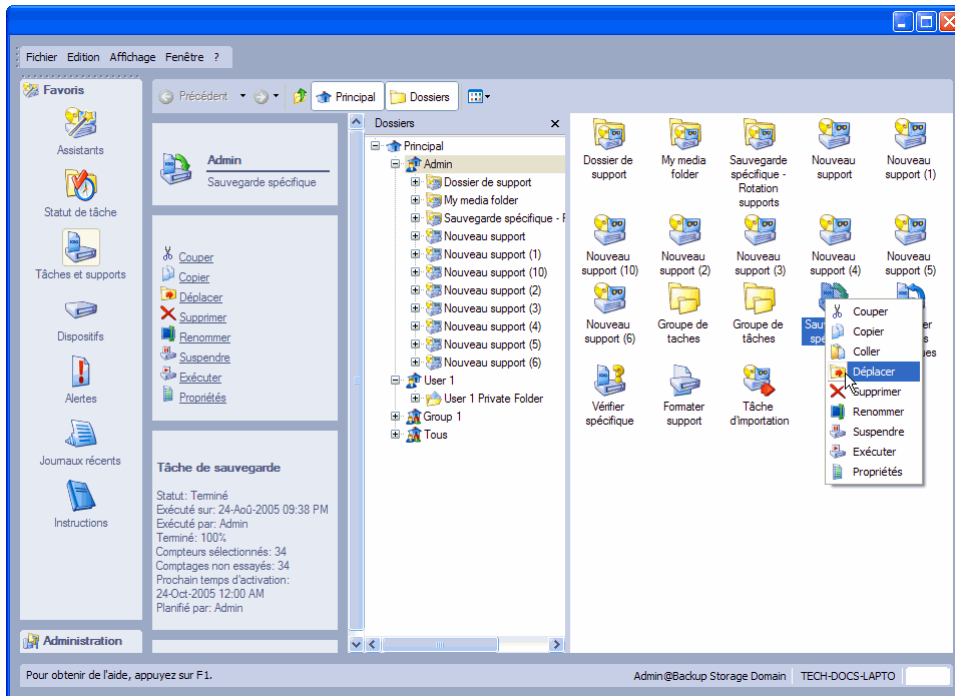 Fichier Edition Affichage Fenêtre ?
Favoris
Assistants
Statut de tâche
Tâches et supports
Dispositifs
Alertes
Journaux récents
Instructions
Administration
Précédent Principal Dossiers
Admin
Sauvegarde spécifique
Couper
Copier
Déplacer
Supprimer
Renommer
Suspendre
Exécuter
Propriétés
Tâche de sauvegarde
Statut: Terminé
Exécuté sur: 24-Aoû-2005 09:38 PM
Exécuté par: Admin
Terminé: 100%
Compteurs sélectionnés: 34
Comptages non essayés: 34
Prochain temps d'activation:
24-Oct-2005 12:00 AM
Planifié par: Admin
Dossiers
Principal
Admin
Dossier de support
My media folder
Sauvegarde spécifique -
Nouveau support
Nouveau support (1)
Nouveau support (10)
Nouveau support (2)
Nouveau support (3)
Nouveau support (4)
Nouveau support (5)
Nouveau support (6)
User 1
User 1 Private Folder
Group 1
Tous
Dossier de
support
My media
folder
Sauvegarde
spécifique -
Rotation
supports
Nouveau
support
Nouveau
support (1)
Nouveau
support (10)
Nouveau
support (2)
Nouveau
support (3)
Nouveau
support (4)
Nouveau
support (5)
Nouveau
support (6)
Groupe de
taches
Groupe de
tâches
Vérifier
spécifique
Formater
support
Tâche
d'importation
Couper
Copier
Coller
Déplacer
Supprimer
Renommer
Suspendre
Exécuter
Propriétés
Pour obtenir de l'aide, appuyez sur F1.
Admin@Backup Storage Domain TECH-DOCS-LAPTO